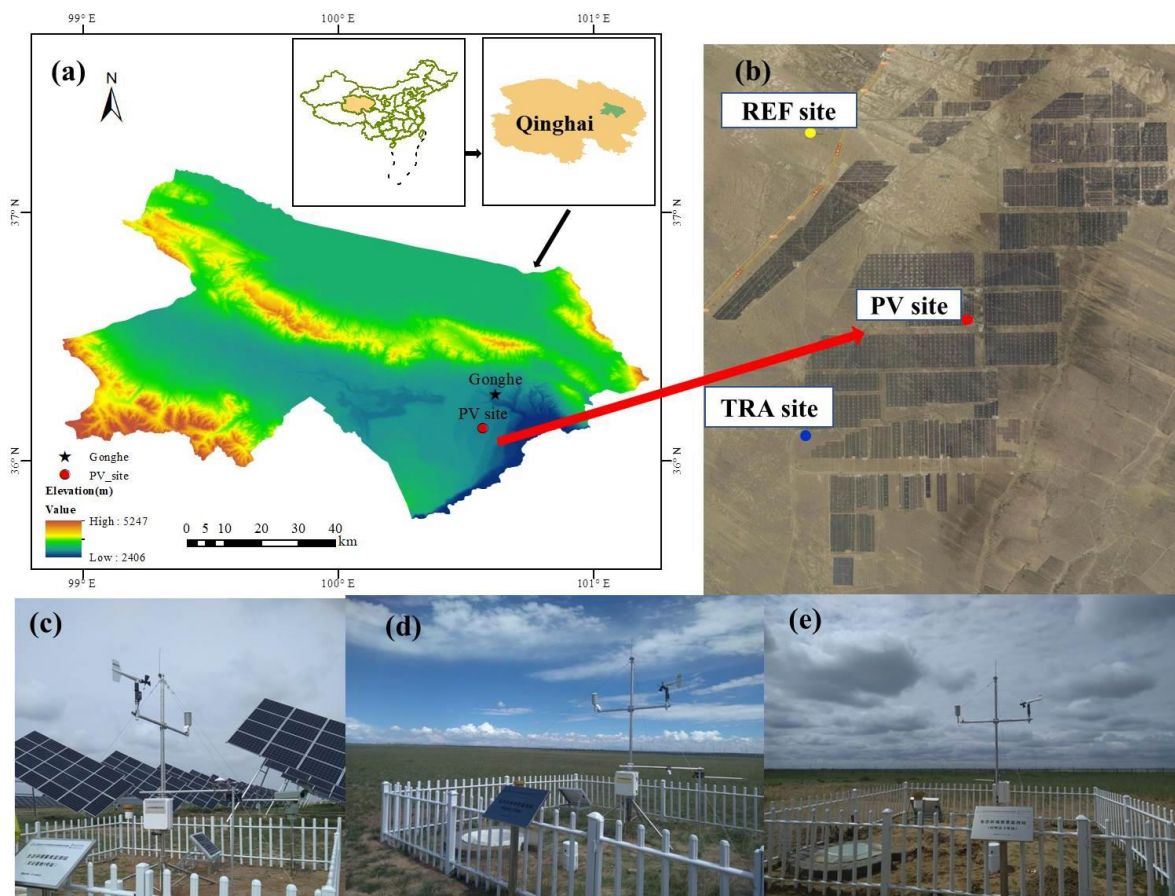 99° E
100° E
101° E
(a)
N
Qinghai
37° N
37° N
Gonghe
PV site
36° N
36° N
Gonghe
PV_site
Elevation(m)
Value
High : 5247
Low : 2406
0 5 10 20 30 40
km
99° E
100° E
101° E
(b)
REF site
PV site
TRA site
(c)
(d)
(e)